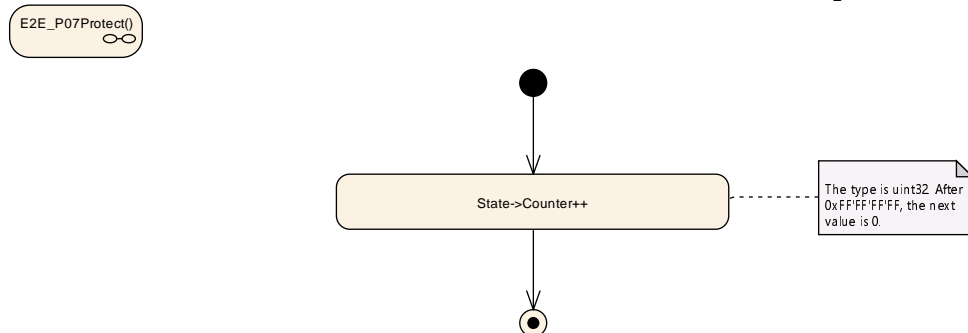 E2E_P07Protect()
State->Counter++
The type is uint32. After
0xFF'FF'FF'FF, the next
value is 0.